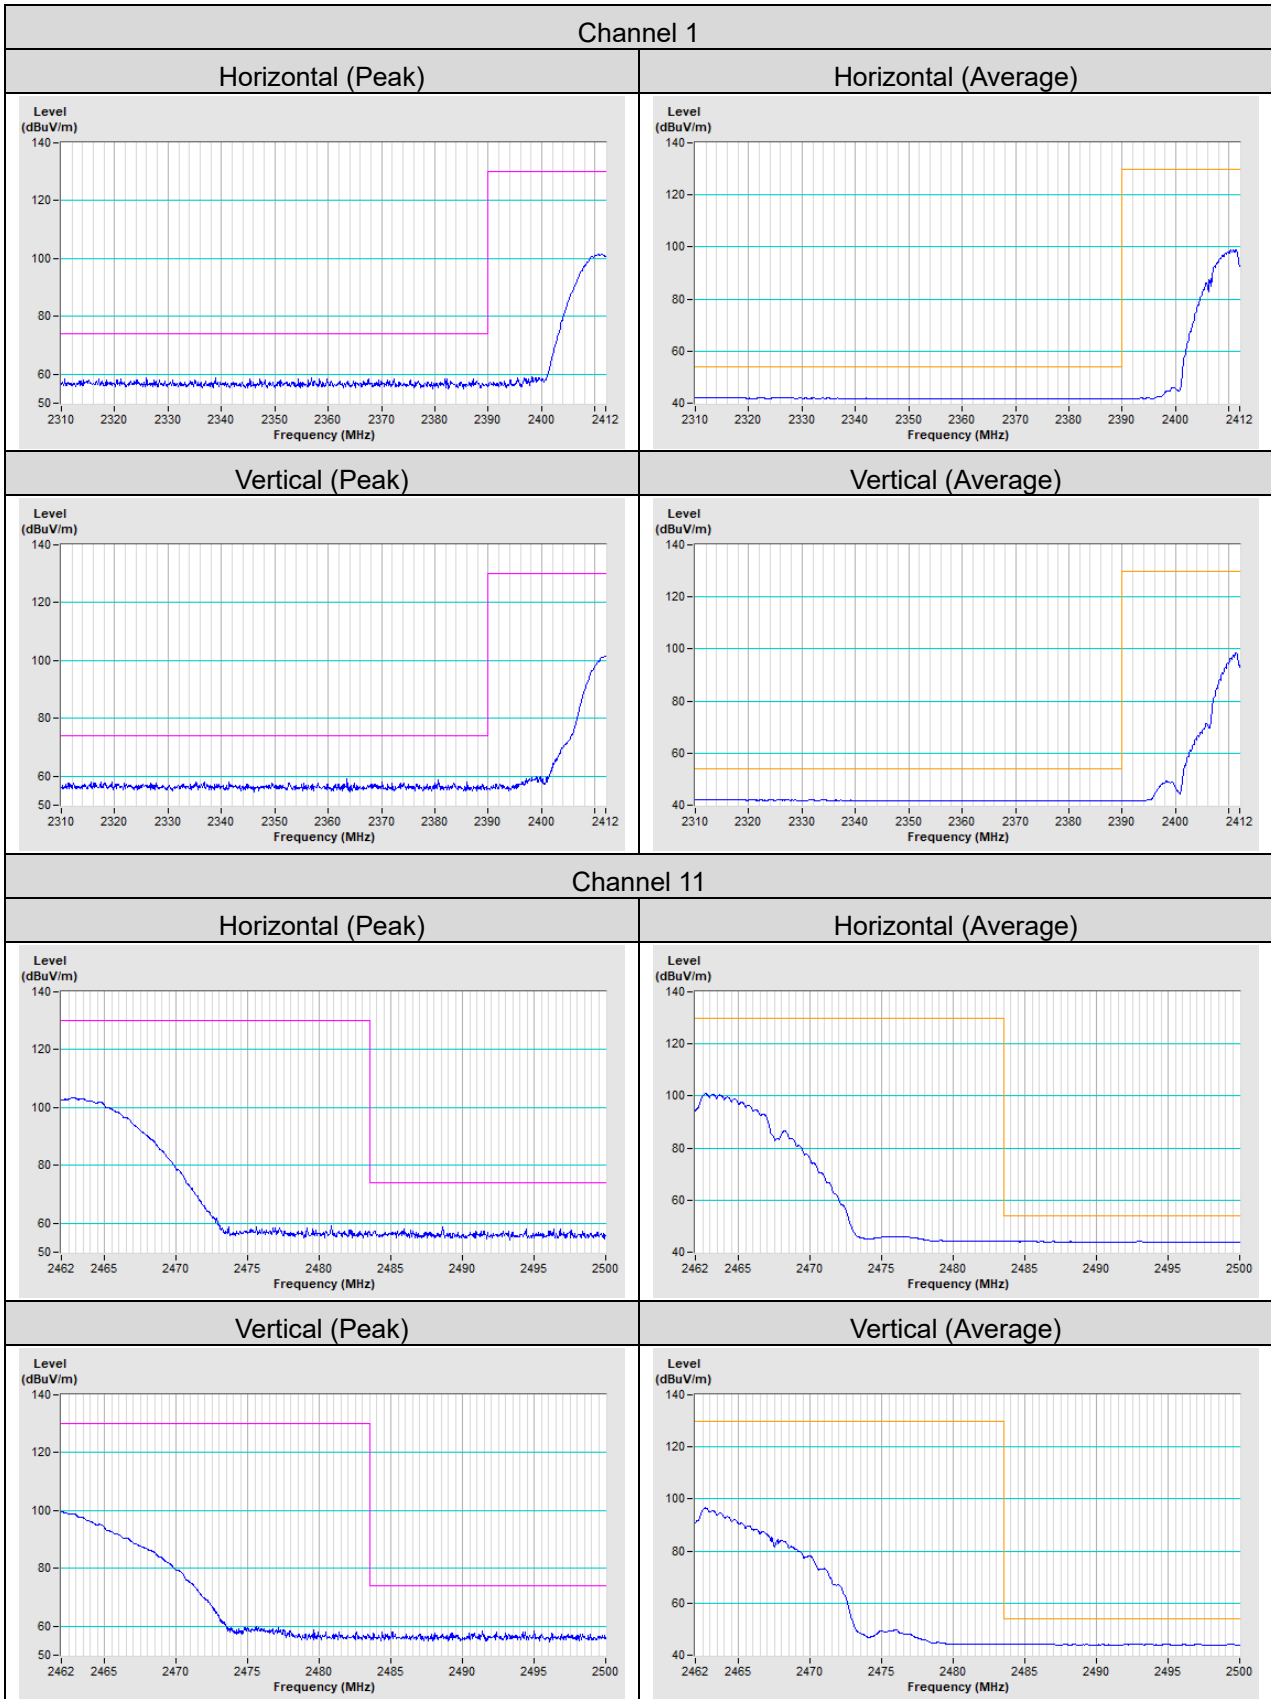 Channel 1
Horizontal (Peak)
Horizontal (Average)
Level
(dBuV/m)
140
120
100
80
60
50
2310 2320 2330 2340 2350 2360 2370 2380 2390 2400 2412
Frequency (MHz)
Level
(dBuV/m)
140
120
100
80
60
40
2310 2320 2330 2340 2350 2360 2370 2380 2390 2400 2412
Frequency (MHz)
Vertical (Peak)
Vertical (Average)
Level
(dBuV/m)
140
120
100
80
60
50
2310 2320 2330 2340 2350 2360 2370 2380 2390 2400 2412
Frequency (MHz)
Level
(dBuV/m)
140
120
100
80
60
40
2310 2320 2330 2340 2350 2360 2370 2380 2390 2400 2412
Frequency (MHz)
Channel 11
Horizontal (Peak)
Horizontal (Average)
Level
(dBuV/m)
140
120
100
80
60
50
2462 2465 2470 2475 2480 2485 2490 2495 2500
Frequency (MHz)
Level
(dBuV/m)
140
120
100
80
60
40
2462 2465 2470 2475 2480 2485 2490 2495 2500
Frequency (MHz)
Vertical (Peak)
Vertical (Average)
Level
(dBuV/m)
140
120
100
80
60
50
2462 2465 2470 2475 2480 2485 2490 2495 2500
Frequency (MHz)
Level
(dBuV/m)
140
120
100
80
60
40
2462 2465 2470 2475 2480 2485 2490 2495 2500
Frequency (MHz)